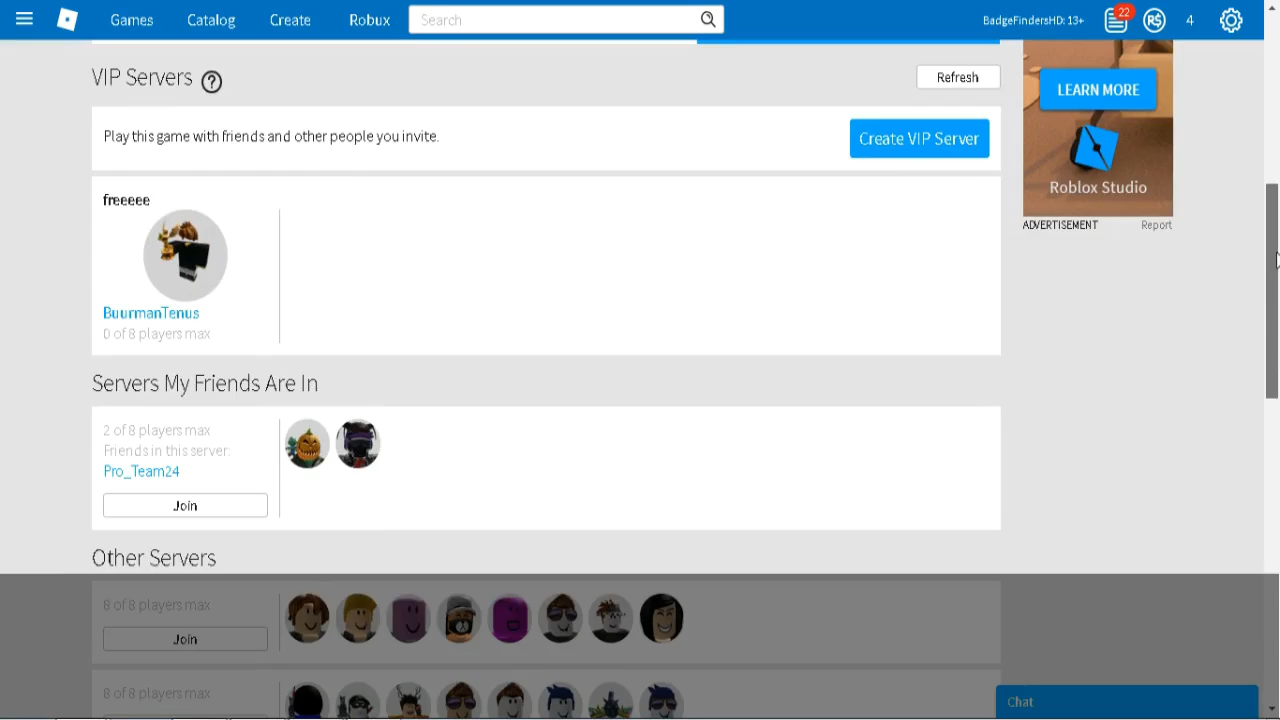 Games Catalog Create Robux Search BadgeFindersHD: 13+ 22 R$ 4
VIP Servers ? Refresh
LEARN MORE
Play this game with friends and other people you invite. Create VIP Server
Roblox Studio
freeeee
ADVERTISEMENT Report
BuurmanTenus
0 of 8 players max
Servers My Friends Are In
2 of 8 players max
Friends in this server:
Pro_Team24
Join
Other Servers
8 of 8 players max
Join
8 of 8 players max
Chat